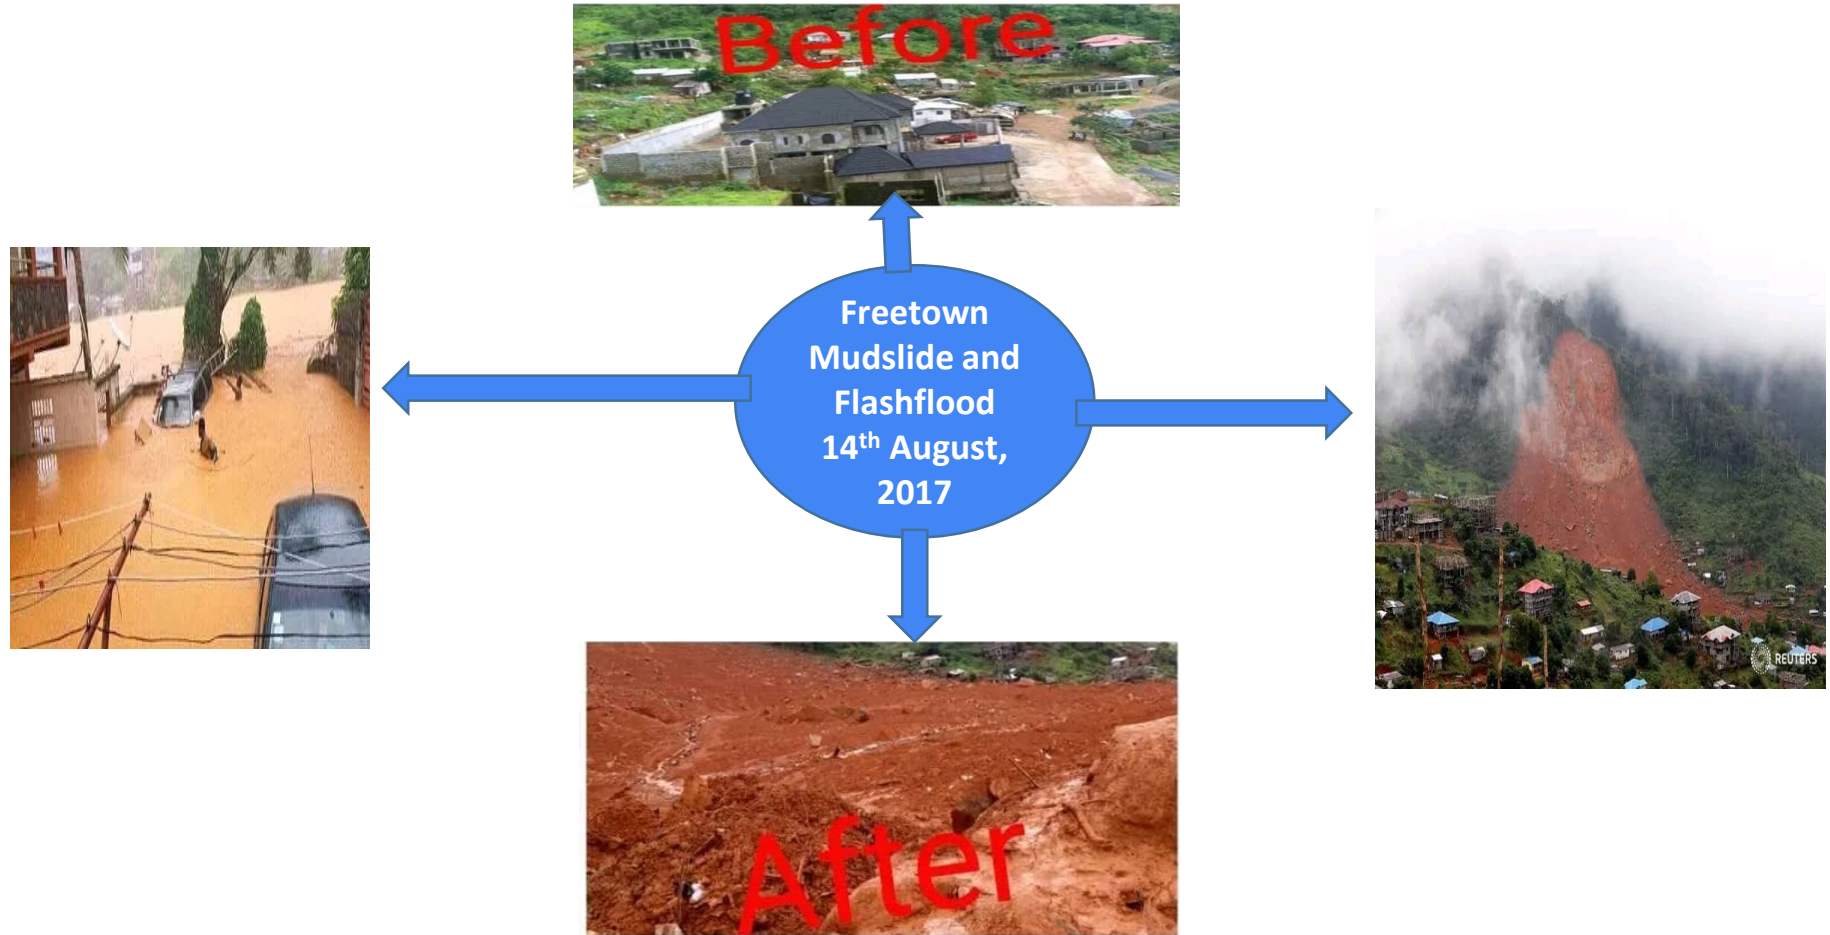 Before
Freetown
Mudslide and
Flashflood
14th August,
2017
REUTERS
After